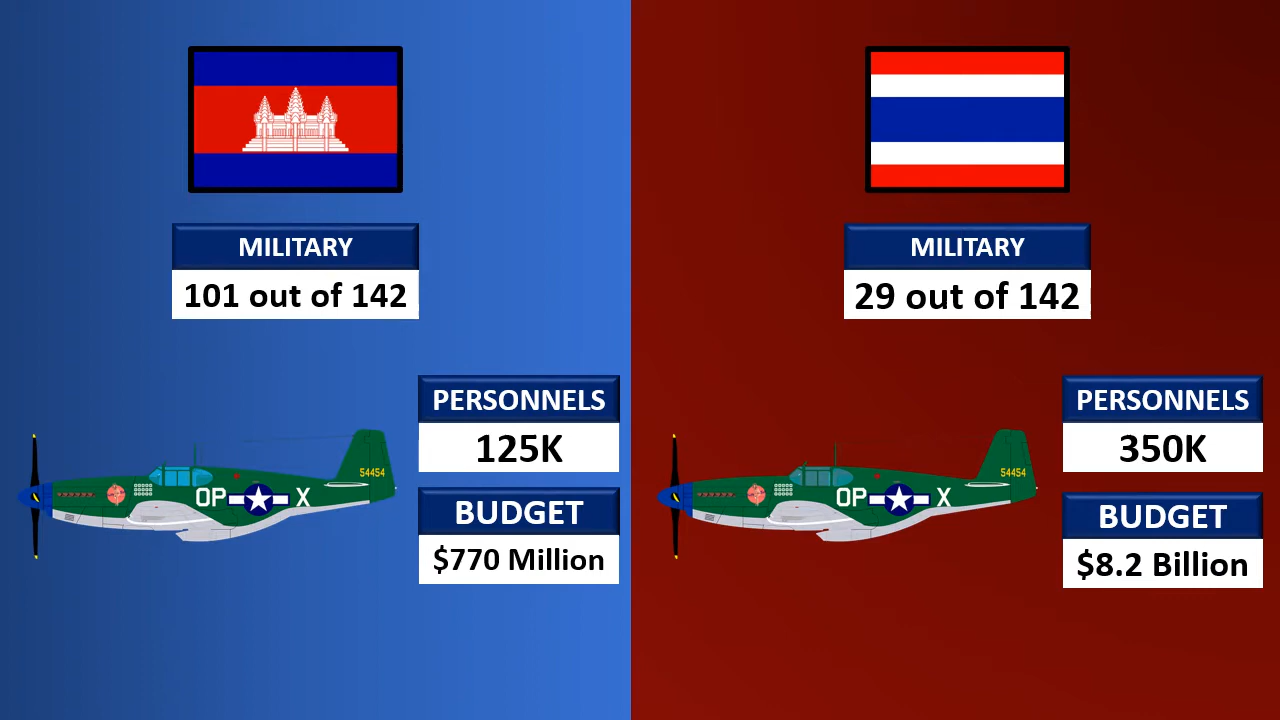 MILITARY
101 out of 142
PERSONNELS
125K
BUDGET
$770 Million
54454
OP X
MILITARY
29 out of 142
PERSONNELS
350K
BUDGET
$8.2 Billion
54454
OP X